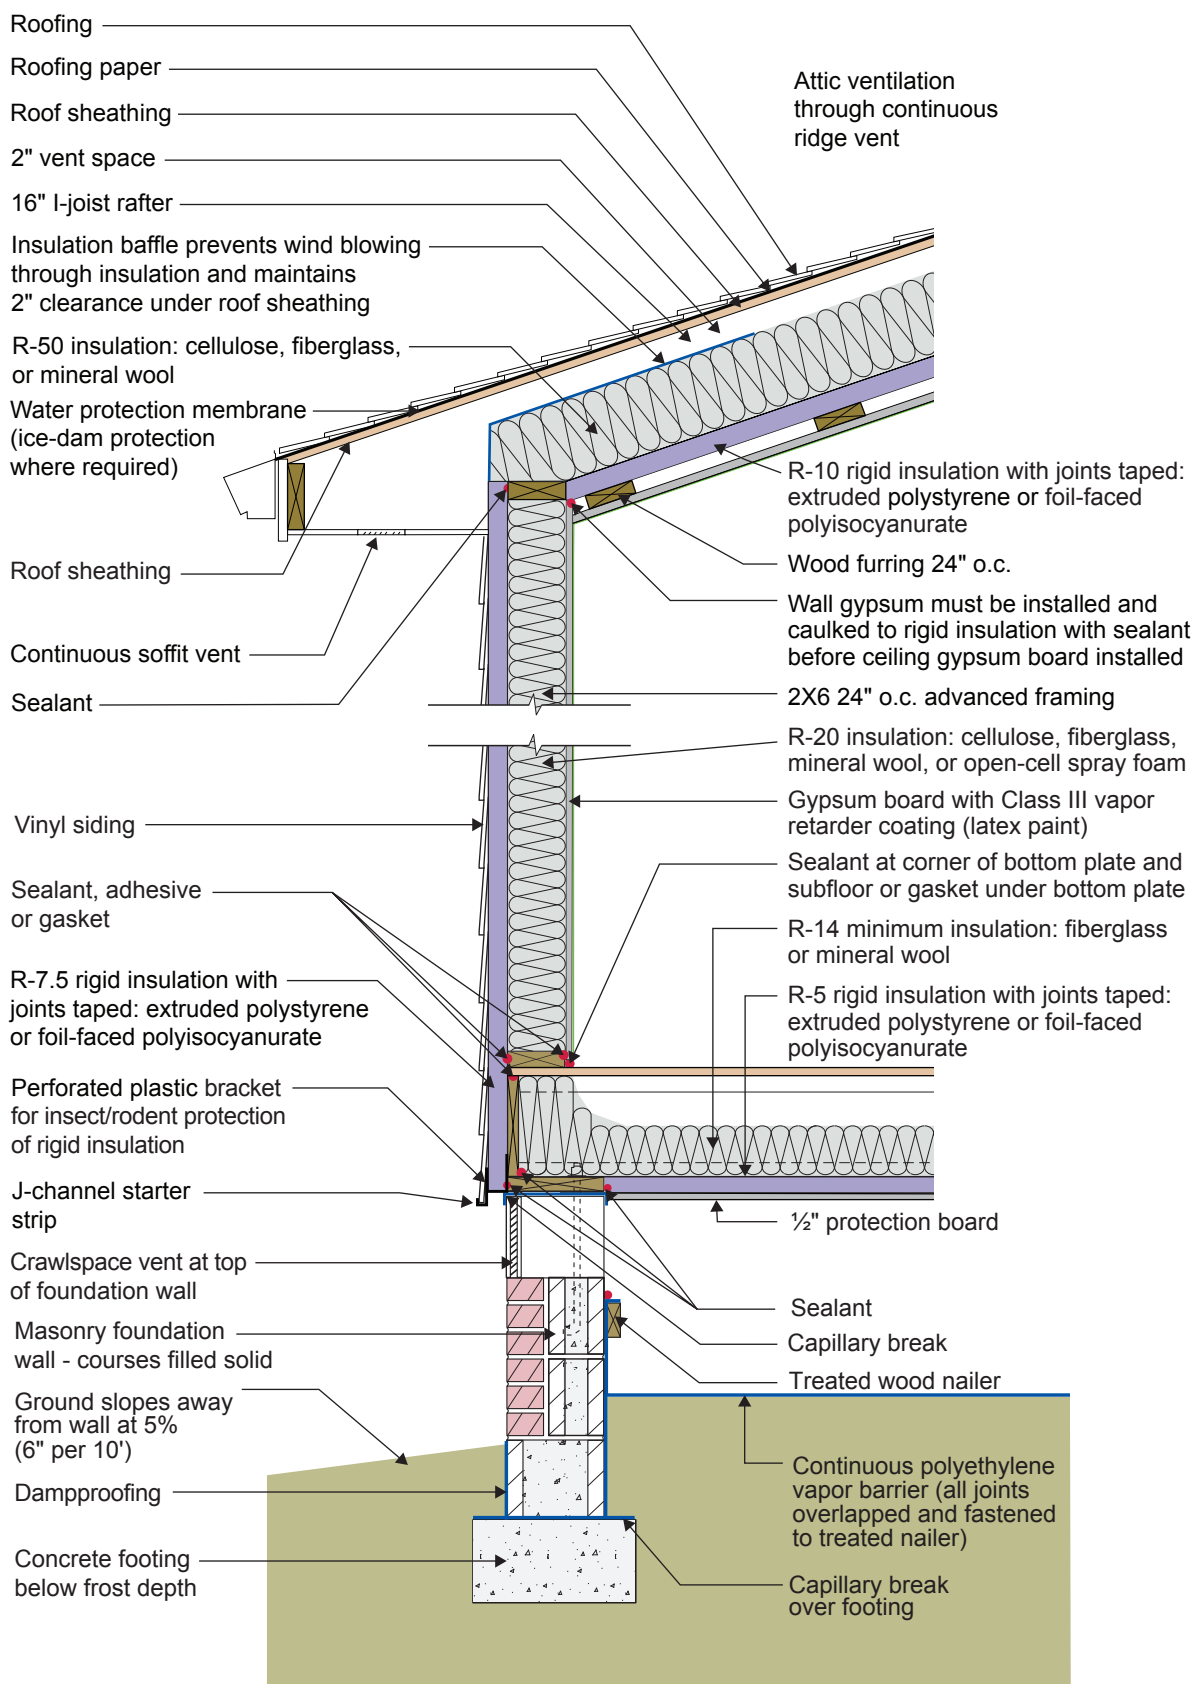 Roofing
Roofing paper
Roof sheathing
2" vent space
16" I-joist rafter
Insulation baffle prevents wind blowing
through insulation and maintains
2" clearance under roof sheathing
R-50 insulation: cellulose, fiberglass,
or mineral wool
Water protection membrane
(ice-dam protection
where required)
Roof sheathing
Continuous soffit vent
Sealant
Vinyl siding
Sealant, adhesive
or gasket
R-7.5 rigid insulation with
joints taped: extruded polystyrene
or foil-faced polyisocyanurate
Perforated plastic bracket
for insect/rodent protection
of rigid insulation
J-channel starter
strip
Crawlspace vent at top
of foundation wall
Masonry foundation
wall - courses filled solid
Ground slopes away
from wall at 5%
(6" per 10')
Dampproofing
Concrete footing
below frost depth
Attic ventilation
through continuous
ridge vent
R-10 rigid insulation with joints taped:
extruded polystyrene or foil-faced
polyisocyanurate
Wood furring 24" o.c.
Wall gypsum must be installed and
caulked to rigid insulation with sealant
before ceiling gypsum board installed
2X6 24" o.c. advanced framing
R-20 insulation: cellulose, fiberglass,
mineral wool, or open-cell spray foam
Gypsum board with Class III vapor
retarder coating (latex paint)
Sealant at corner of bottom plate and
subfloor or gasket under bottom plate
R-14 minimum insulation: fiberglass
or mineral wool
R-5 rigid insulation with joints taped:
extruded polystyrene or foil-faced
polyisocyanurate
½" protection board
Sealant
Capillary break
Treated wood nailer
Continuous polyethylene
vapor barrier (all joints
overlapped and fastened
to treated nailer)
Capillary break
over footing